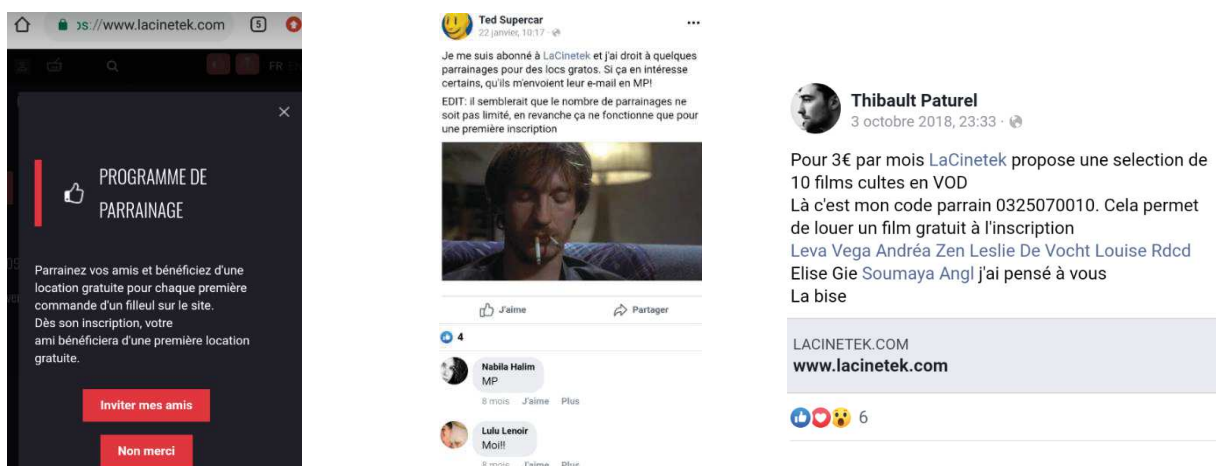 ps://www.lacinetek.com
5
FR
PROGRAMME DE
PARRAINAGE
Parrainez vos amis et bénéficiez d'une
location gratuite pour chaque première
commande d'un filleul sur le site.
Dès son inscription, votre
ami bénéficiera d'une première location
gratuite.
Inviter mes amis
Non merci
Ted Supercar
22 janvier, 10:17
Je me suis abonné à LaCinetek et j'ai droit à quelques
parrainages pour des locs gratos. Si ça en intéresse
certains, qu'ils m'envoient leur e-mail en MP!
EDIT: il semblerait que le nombre de parrainages ne
soit pas limité, en revanche ça ne fonctionne que pour
une première inscription
J'aime
Partager
4
Nabila Halim
MP
8 mois J'aime Plus
Lulu Lenoir
Moi!!
8 mois J'aime Plus
Thibault Paturel
3 octobre 2018, 23:33
Pour 3€ par mois LaCinetek propose une selection de
10 films cultes en VOD
Là c'est mon code parrain 0325070010. Cela permet
de louer un film gratuit à l'inscription
Leva Vega Andréa Zen Leslie De Vocht Louise Rdcd
Elise Gie Soumaya Angl j'ai pensé à vous
La bise
LACINETEK.COM
www.lacinetek.com
6